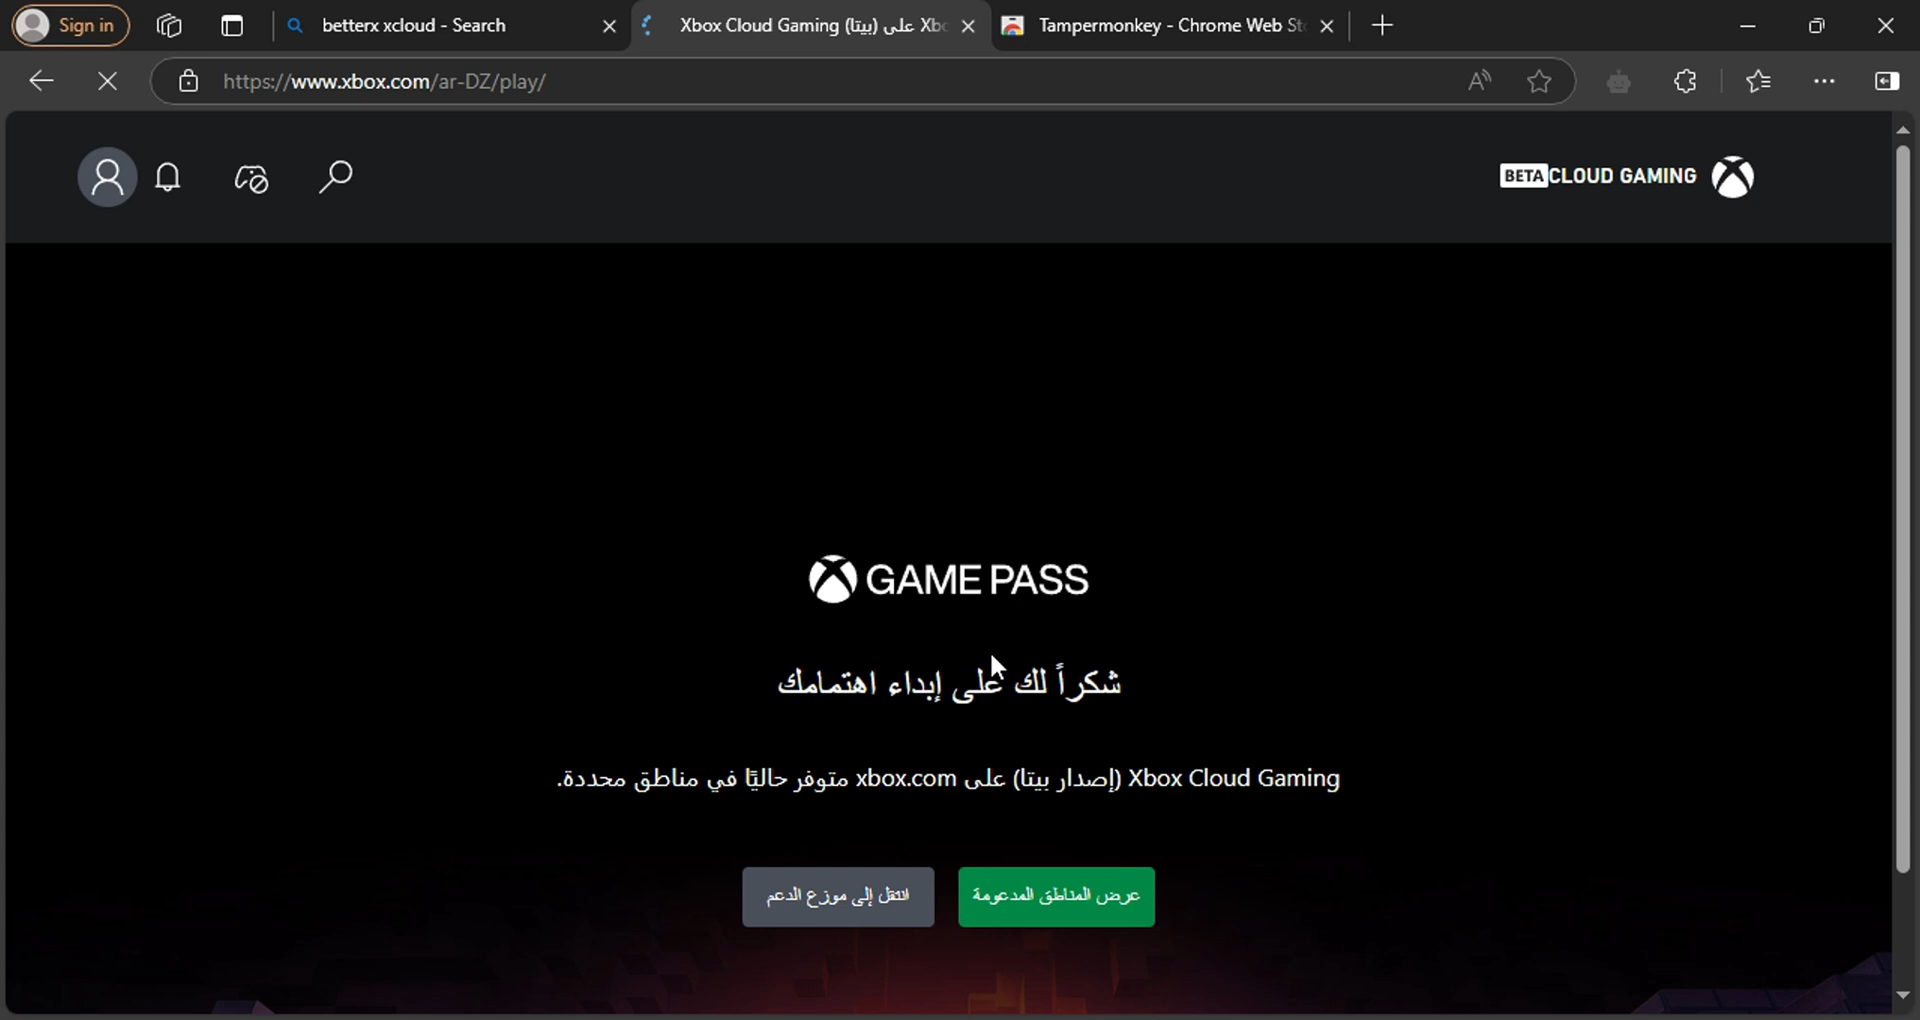 Sign in
betterx xcloud - Search
Xbox Cloud Gaming (بيتا) على Xb
Tampermonkey - Chrome Web St
https://www.xbox.com/ar-DZ/play/
BETA CLOUD GAMING
GAME PASS
شكراً لك على إبداء اهتمامك
Xbox Cloud Gaming (إصدار بيتا) على xbox.com متوفر حاليًا في مناطق محددة.
عرض المناطق المدعومة
انتقل إلى موزع الدعم